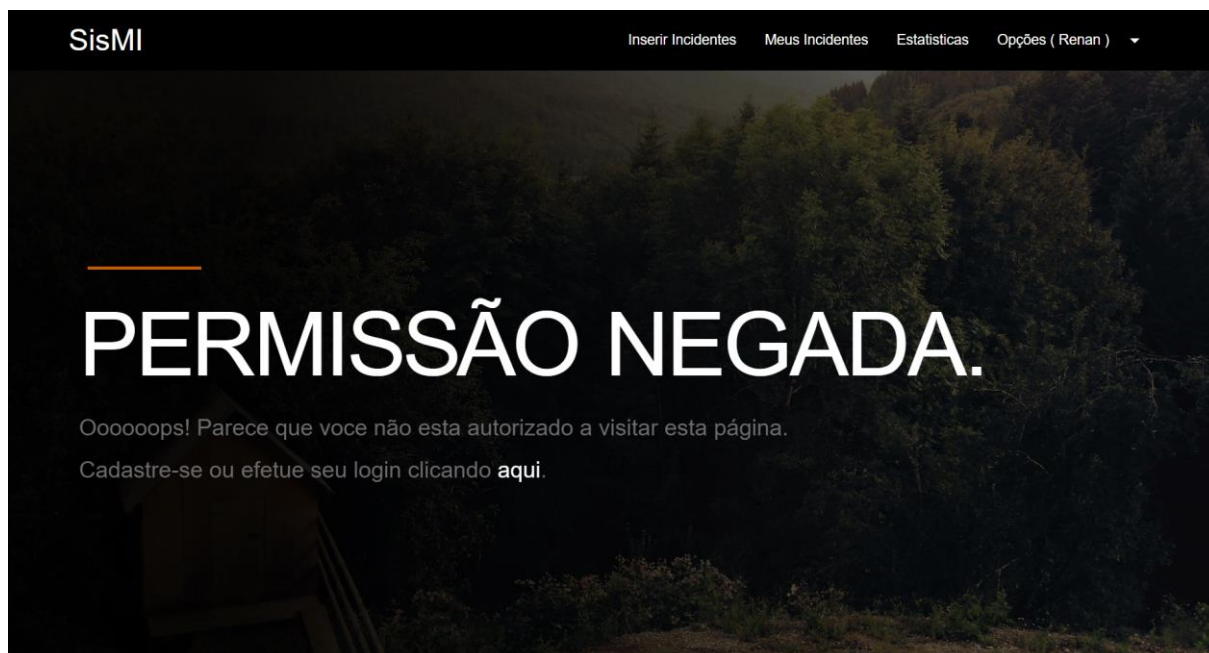 SisMI
Inserir Incidentes Meus Incidentes Estatisticas Opções ( Renan )
PERMISSÃO NEGADA.
Oooooops! Parece que voce não esta autorizado a visitar esta página.
Cadastre-se ou efetue seu login clicando aqui.